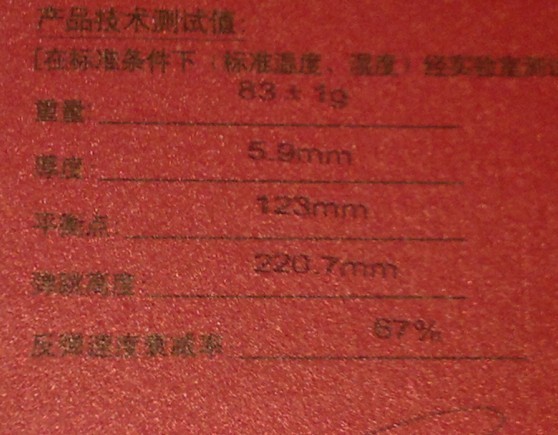 产品技术测试值:
[在标准条件下（标准温度、湿度）经实验室测试
重量: 83 ± 1g
厚度: 5.9mm
平衡点: 123mm
弹跳高度: 220.7mm
反弹速度衰减率 67%